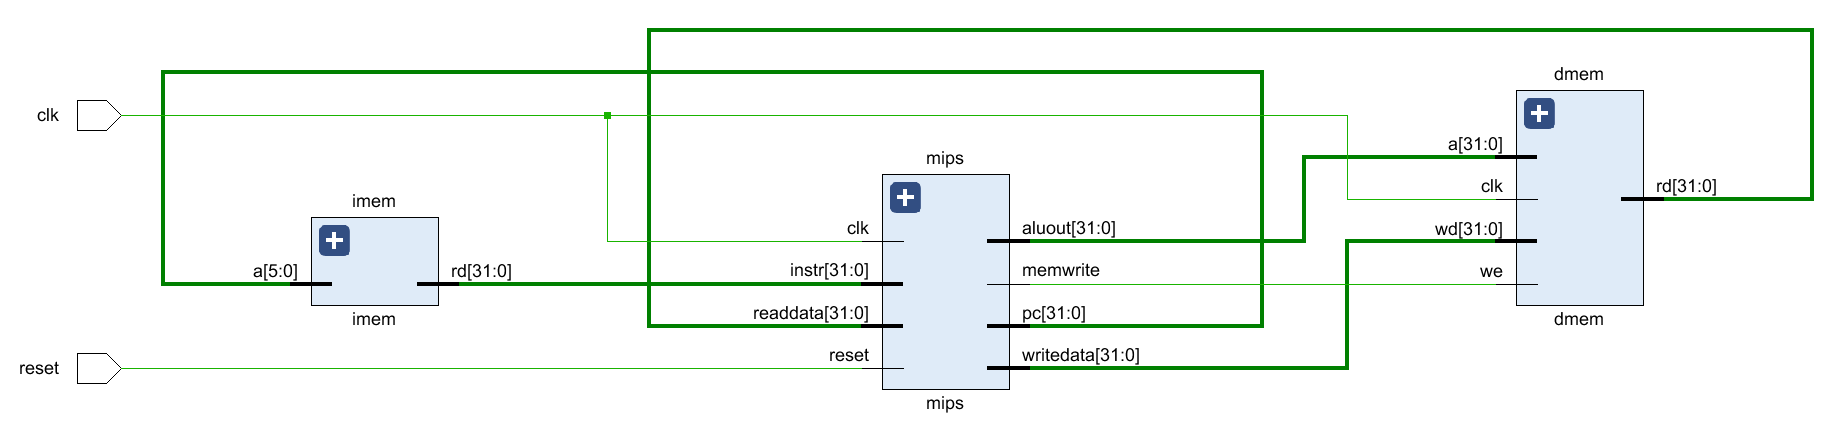 clk
reset
imem
a[5:0]
rd[31:0]
imem
mips
clk
instr[31:0]
readdata[31:0]
reset
aluout[31:0]
memwrite
pc[31:0]
writedata[31:0]
mips
dmem
a[31:0]
clk
wd[31:0]
we
rd[31:0]
dmem